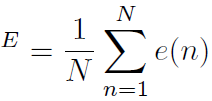 E = \frac{1}{N} \sum_{n=1}^{N} e(n)